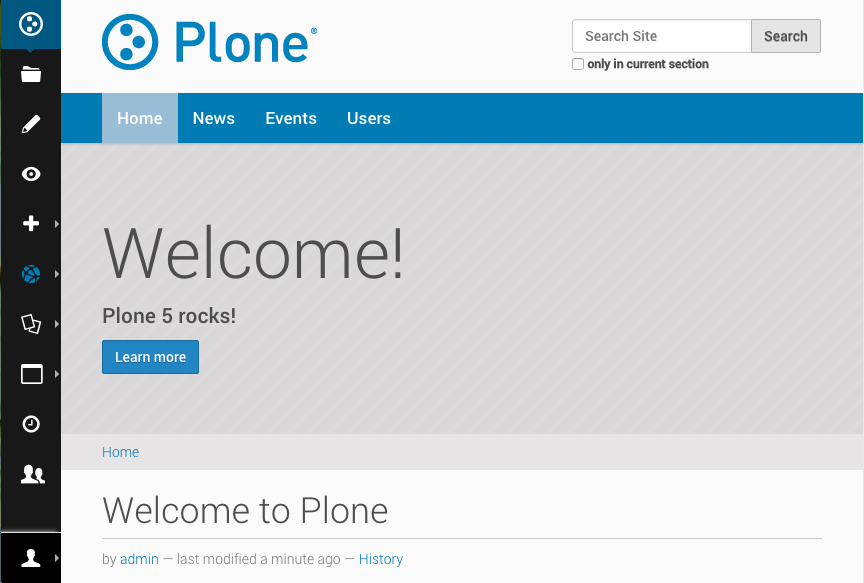 Plone®
Search Site
Search
only in current section
Home News Events Users
Welcome!
Plone 5 rocks!
Learn more
Home
Welcome to Plone
by admin — last modified a minute ago — History